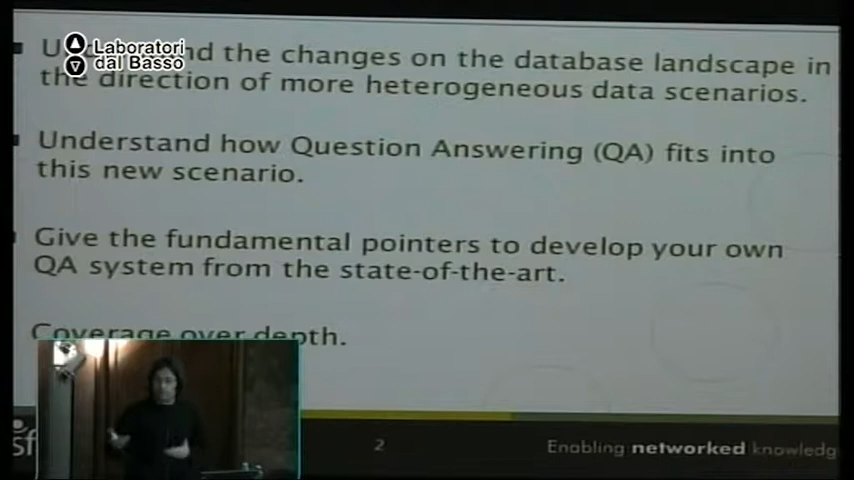 Laboratori
dal Basso
U nd the changes on the database landscape in
the direction of more heterogeneous data scenarios.
Understand how Question Answering (QA) fits into
this new scenario.
Give the fundamental pointers to develop your own
QA system from the state-of-the-art.
Coverage over depth.
sf
2
Enabling networked knowledg